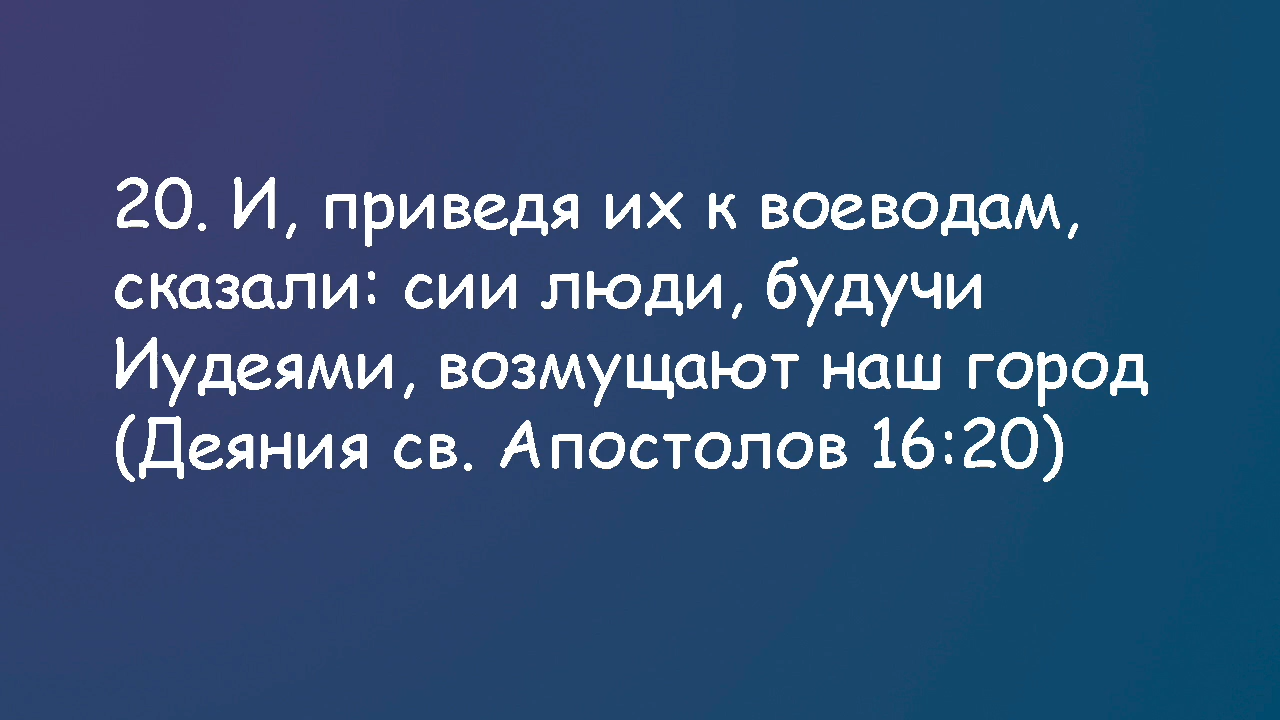 20. И, приведя их к воеводам,
сказали: сии люди, будучи
Иудеями, возмущают наш город
(Деяния св. Апостолов 16:20)